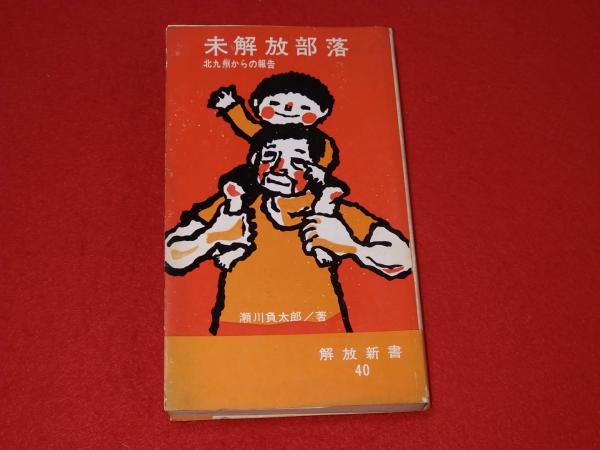 未解放部落
北九州からの報告
瀬川負太郎／著
解放新書
40